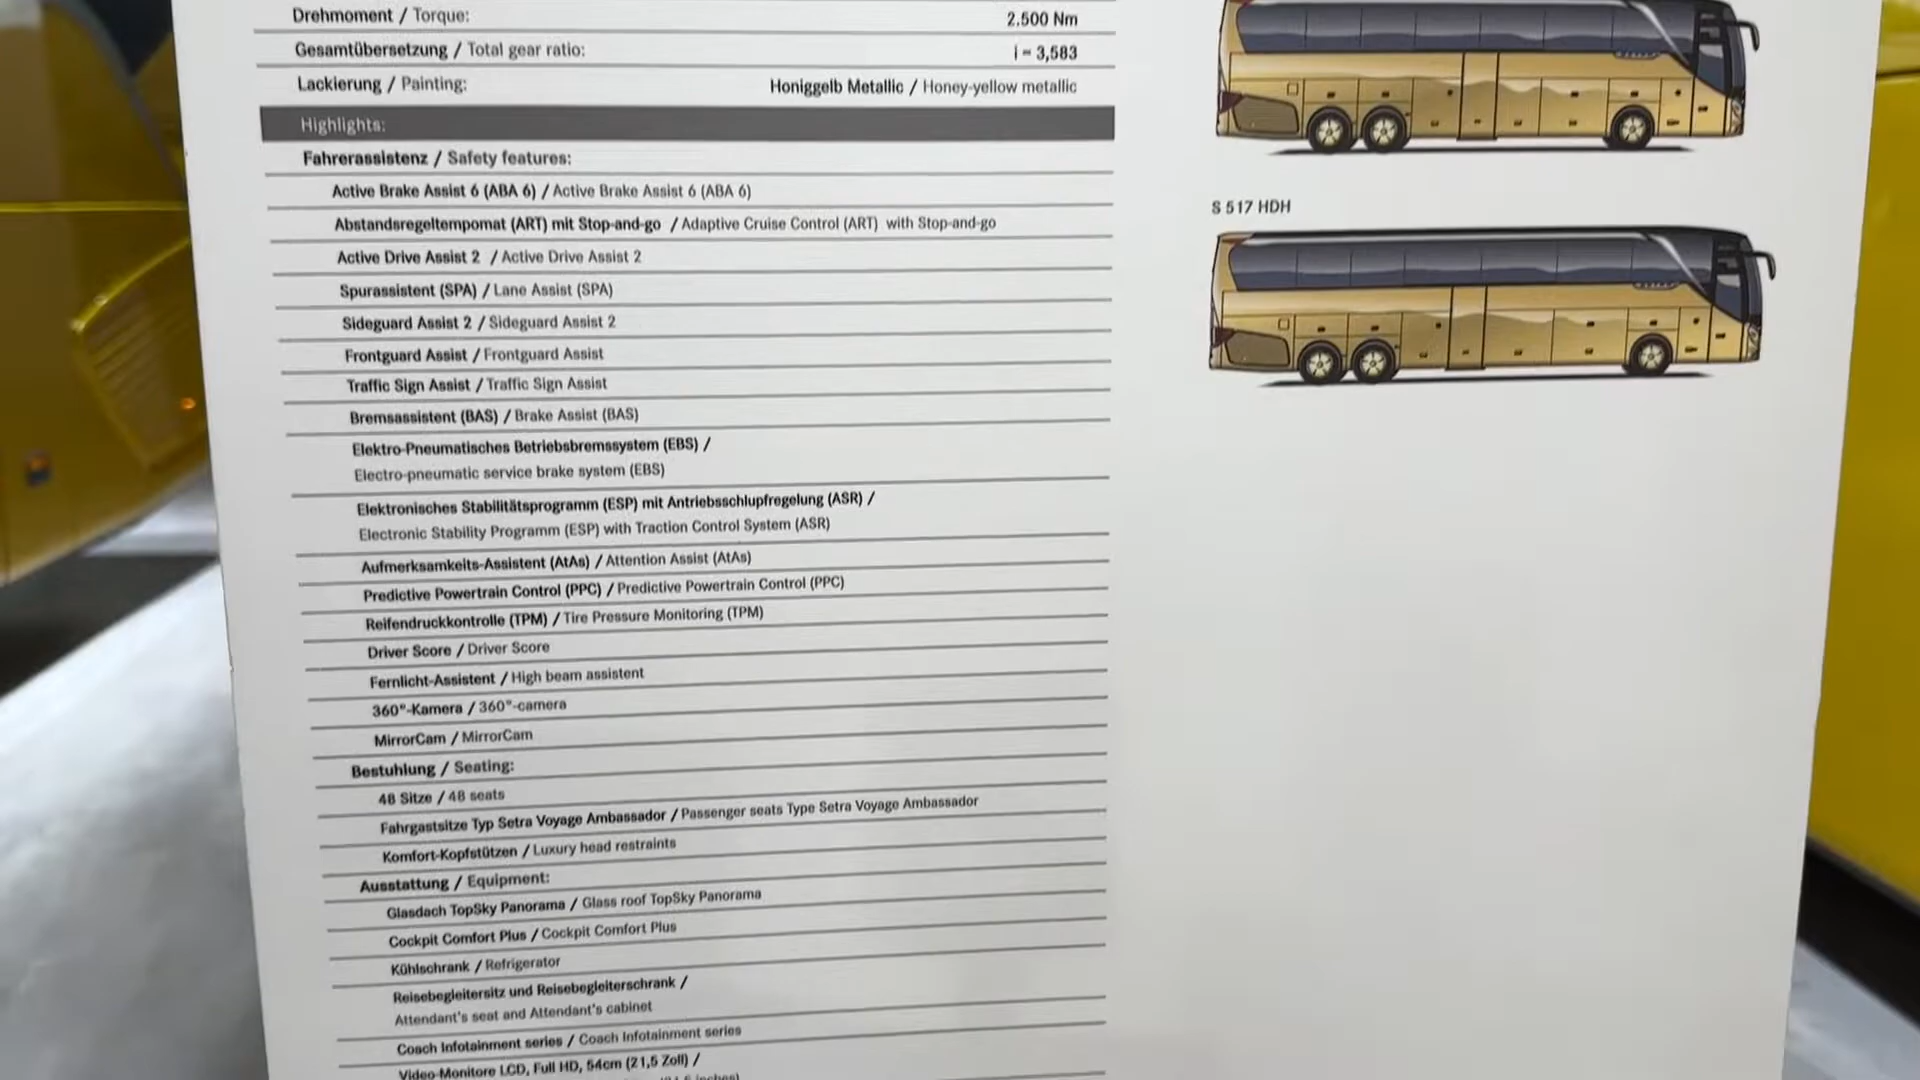 Drehmoment / Torque: 2.500 Nm
Gesamtübersetzung / Total gear ratio: i = 3,583
Lackierung / Painting: Honiggelb Metallic / Honey-yellow metallic
Highlights:
Fahrerassistenz / Safety features:
Active Brake Assist 6 (ABA 6) / Active Brake Assist 6 (ABA 6)
Abstandsregeltempomat (ART) mit Stop-and-go / Adaptive Cruise Control (ART) with Stop-and-go
Active Drive Assist 2 / Active Drive Assist 2
Spurassistent (SPA) / Lane Assist (SPA)
Sideguard Assist 2 / Sideguard Assist 2
Frontguard Assist / Frontguard Assist
Traffic Sign Assist / Traffic Sign Assist
Bremsassistent (BAS) / Brake Assist (BAS)
Elektro-Pneumatisches Betriebsbremssystem (EBS) /
Electro-pneumatic service brake system (EBS)
Elektronisches Stabilitätsprogramm (ESP) mit Antriebsschlupfregelung (ASR) /
Electronic Stability Programm (ESP) with Traction Control System (ASR)
Aufmerksamkeits-Assistent (AtAs) / Attention Assist (AtAs)
Predictive Powertrain Control (PPC) / Predictive Powertrain Control (PPC)
Reifendruckkontrolle (TPM) / Tire Pressure Monitoring (TPM)
Driver Score / Driver Score
Fernlicht-Assistent / High beam assistent
360°-Kamera / 360°-camera
MirrorCam / MirrorCam
Bestuhlung / Seating:
48 Sitze / 48 seats
Fahrgastsitze Typ Setra Voyage Ambassador / Passenger seats Type Setra Voyage Ambassador
Komfort-Kopfstützen / Luxury head restraints
Ausstattung / Equipment:
Glasdach TopSky Panorama / Glass roof TopSky Panorama
Cockpit Comfort Plus / Cockpit Comfort Plus
Kühlschrank / Refrigerator
Reisebegleitersitz und Reisebegleiterschrank /
Attendant's seat and Attendant's cabinet
Coach Infotainment series / Coach Infotainment series
Video-Monitore LCD, Full HD, 54cm (21,5 Zoll) /
S 517 HDH